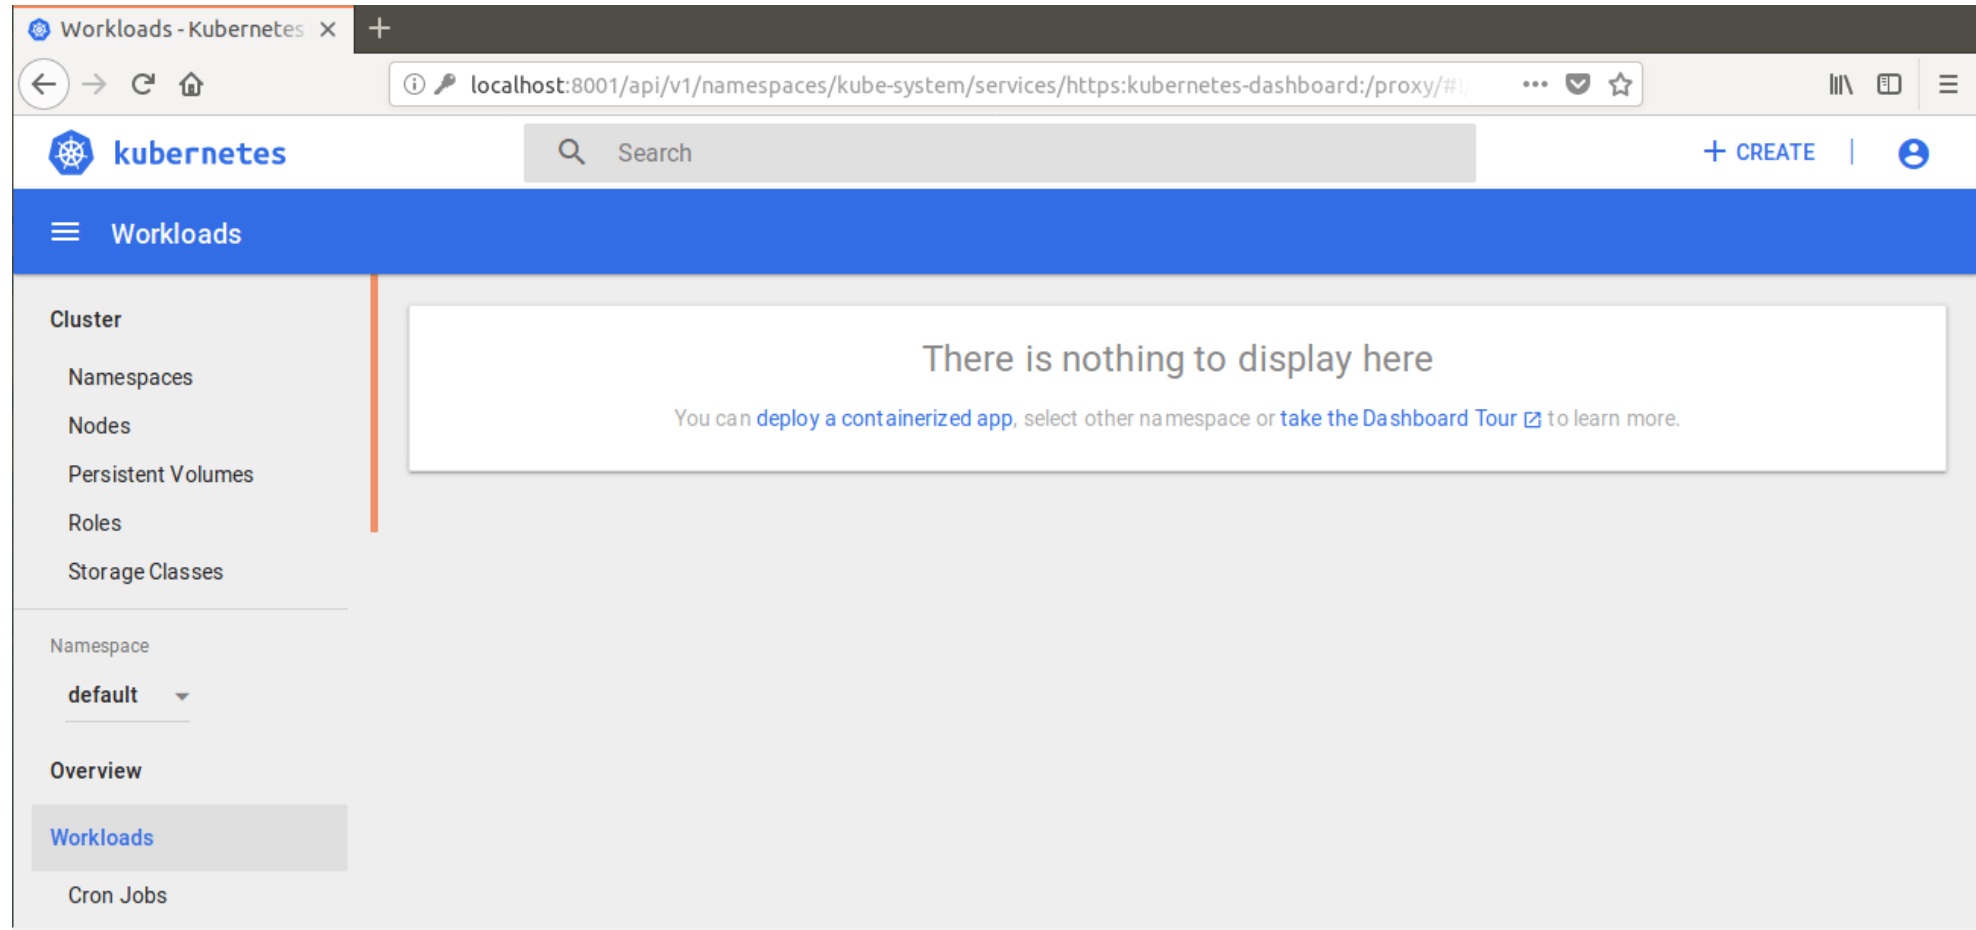 Workloads - Kubernetes
localhost:8001/api/v1/namespaces/kube-system/services/https:kubernetes-dashboard:/proxy/#!/
kubernetes
Search
+ CREATE
Workloads
Cluster
Namespaces
Nodes
Persistent Volumes
Roles
Storage Classes
Namespace
default
Overview
Workloads
Cron Jobs
There is nothing to display here
You can deploy a containerized app, select other namespace or take the Dashboard Tour to learn more.